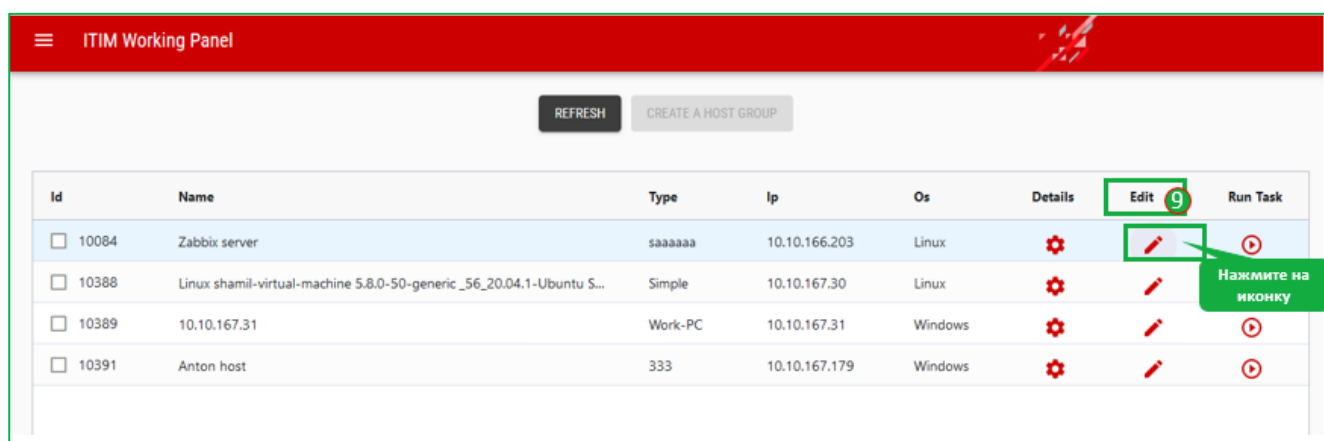 ITIM Working Panel
REFRESH CREATE A HOST GROUP
Id Name Type Ip Os Details Edit 9 Run Task
10084 Zabbix server saaaaaa 10.10.166.203 Linux
10388 Linux shamil-virtual-machine 5.8.0-50-generic _56_20.04.1-Ubuntu S... Simple 10.10.167.30 Linux
Нажмите на
иконку
10389 10.10.167.31 Work-PC 10.10.167.31 Windows
10391 Anton host 333 10.10.167.179 Windows